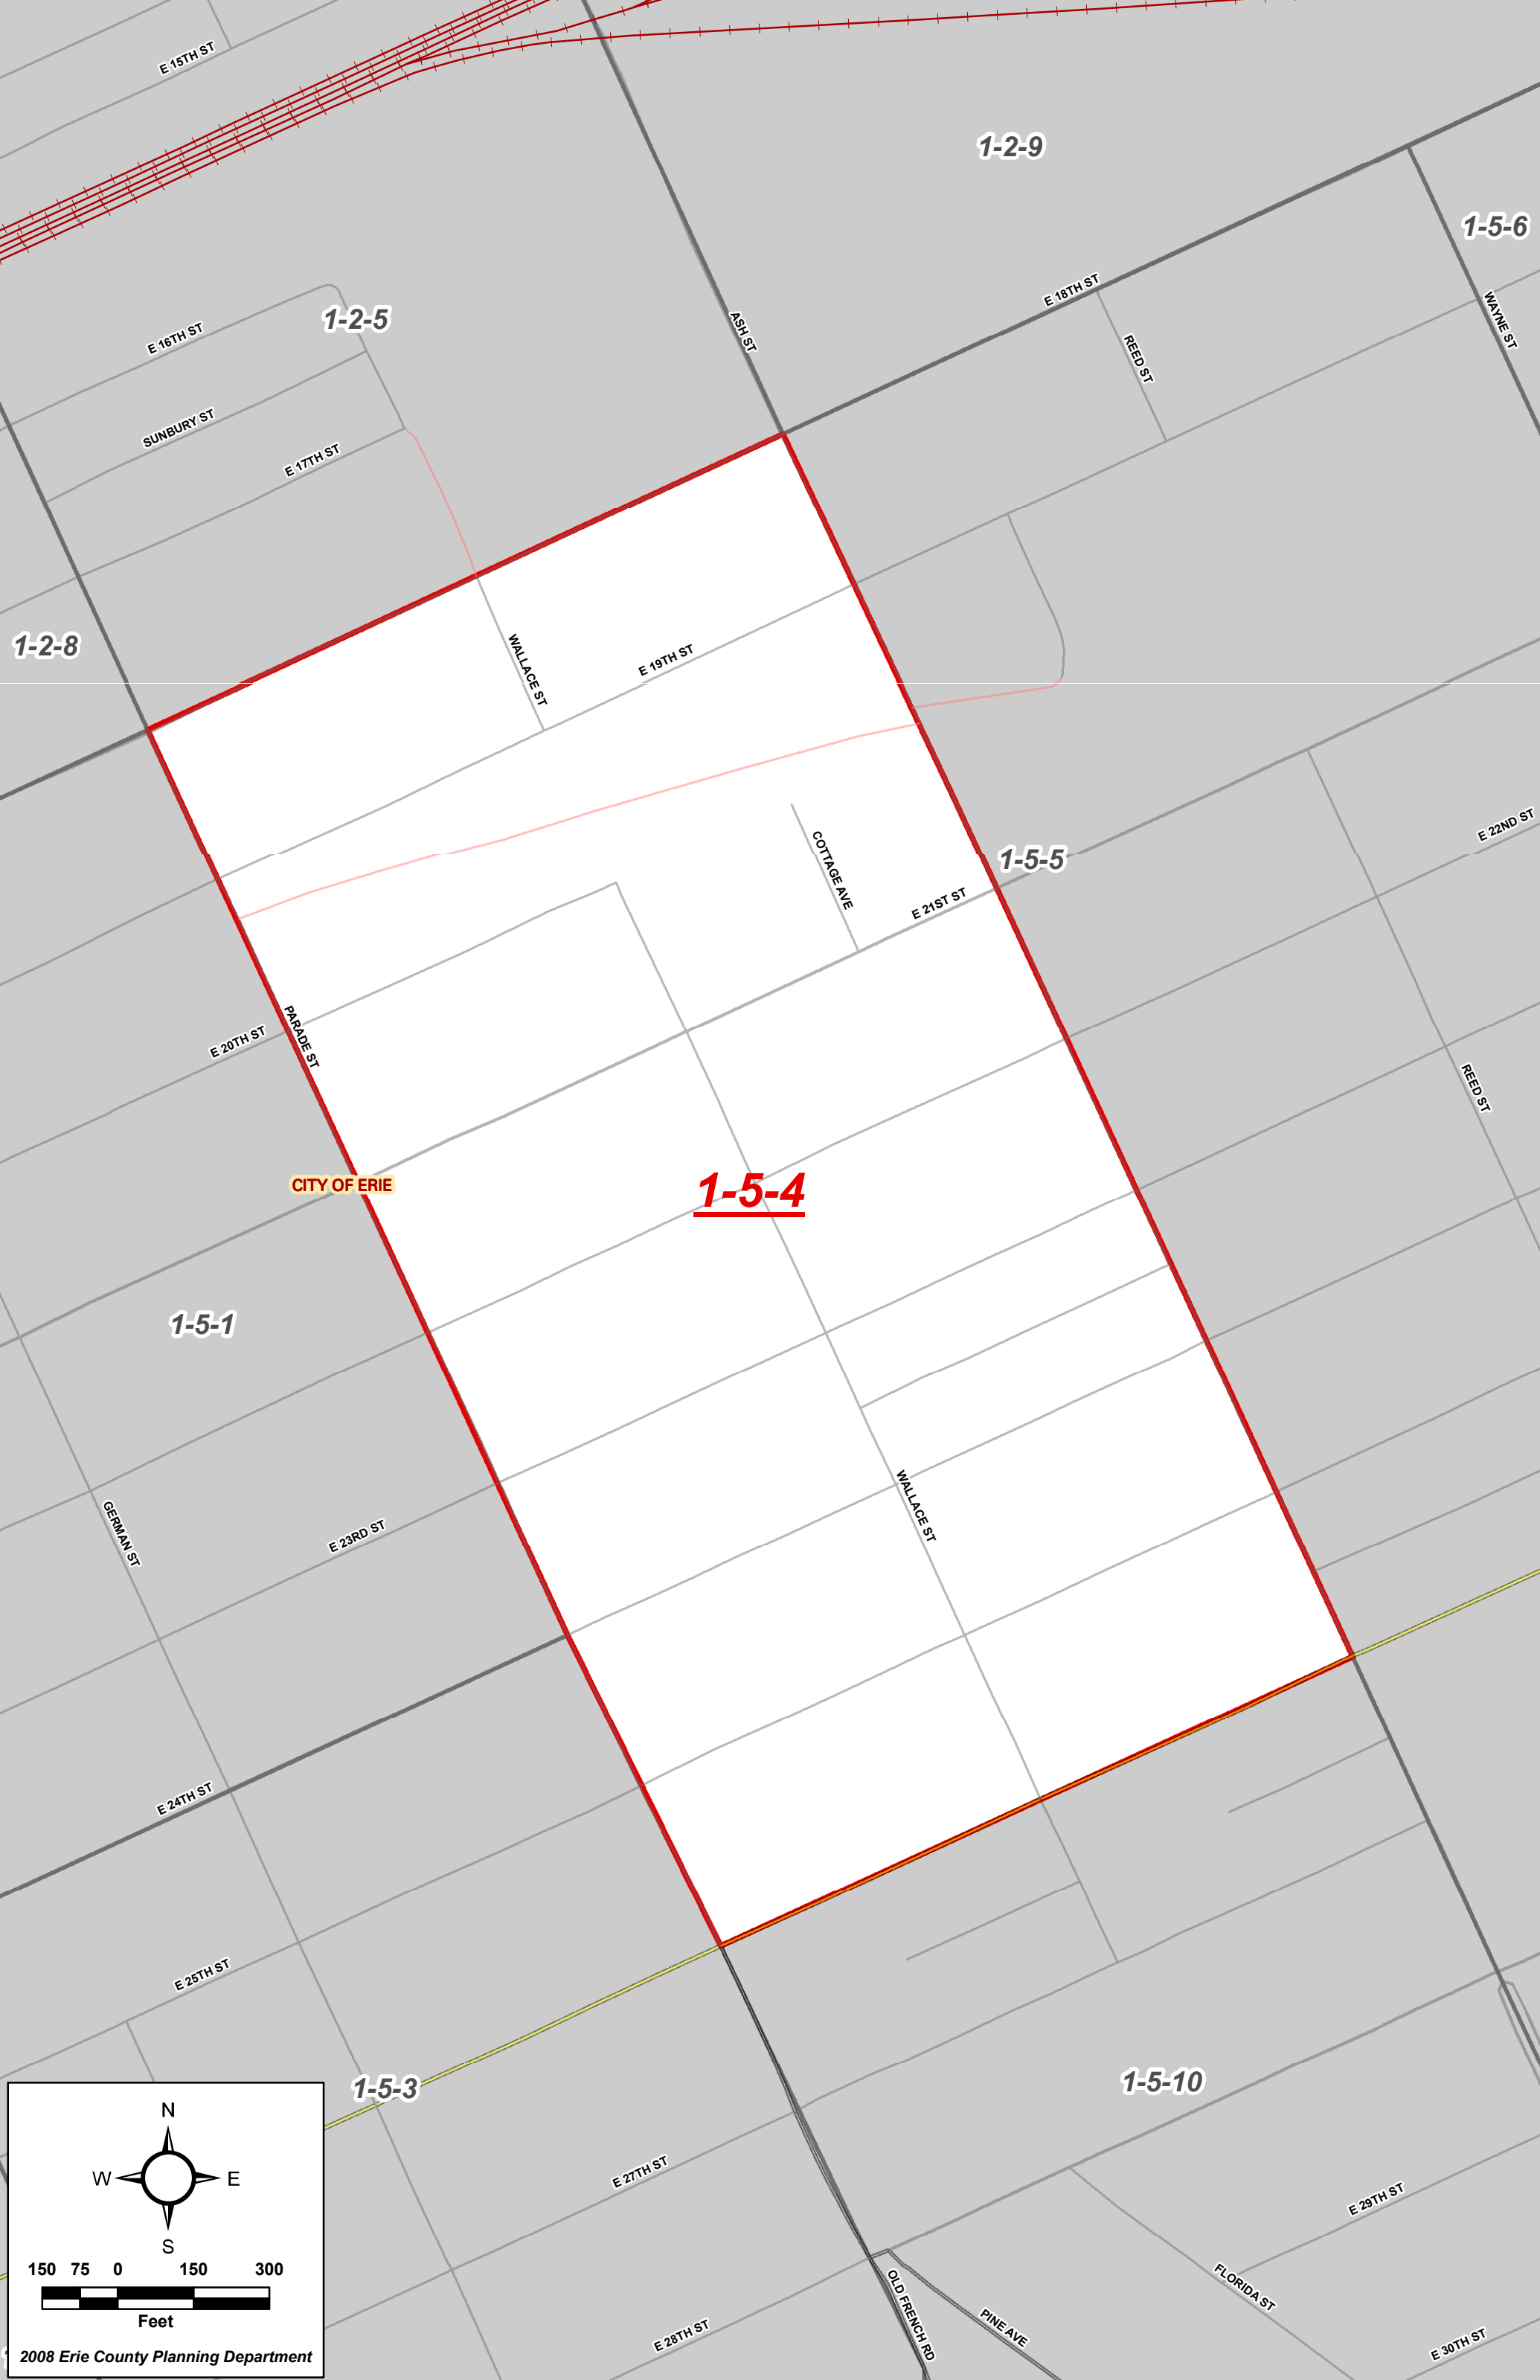 E 15TH ST
1-2-9
1-5-6
E 18TH ST
WAYNE ST
1-2-5
ASH ST
E 16TH ST
REED ST
SUNBURY ST
E 17TH ST
1-2-8
WALLACE ST
E 19TH ST
E 22ND ST
1-5-5
COTTAGE AVE
E 21ST ST
PARADE ST
E 20TH ST
REED ST
CITY OF ERIE
1-5-4
1-5-1
GERMAN ST
E 23RD ST
WALLACE ST
E 24TH ST
E 25TH ST
1-5-3
1-5-10
E 27TH ST
E 29TH ST
FLORIDA ST
OLD FRENCH RD
PINE AVE
E 28TH ST
E 30TH ST
N
W E
S
150 75 0 150 300
Feet
2008 Erie County Planning Department